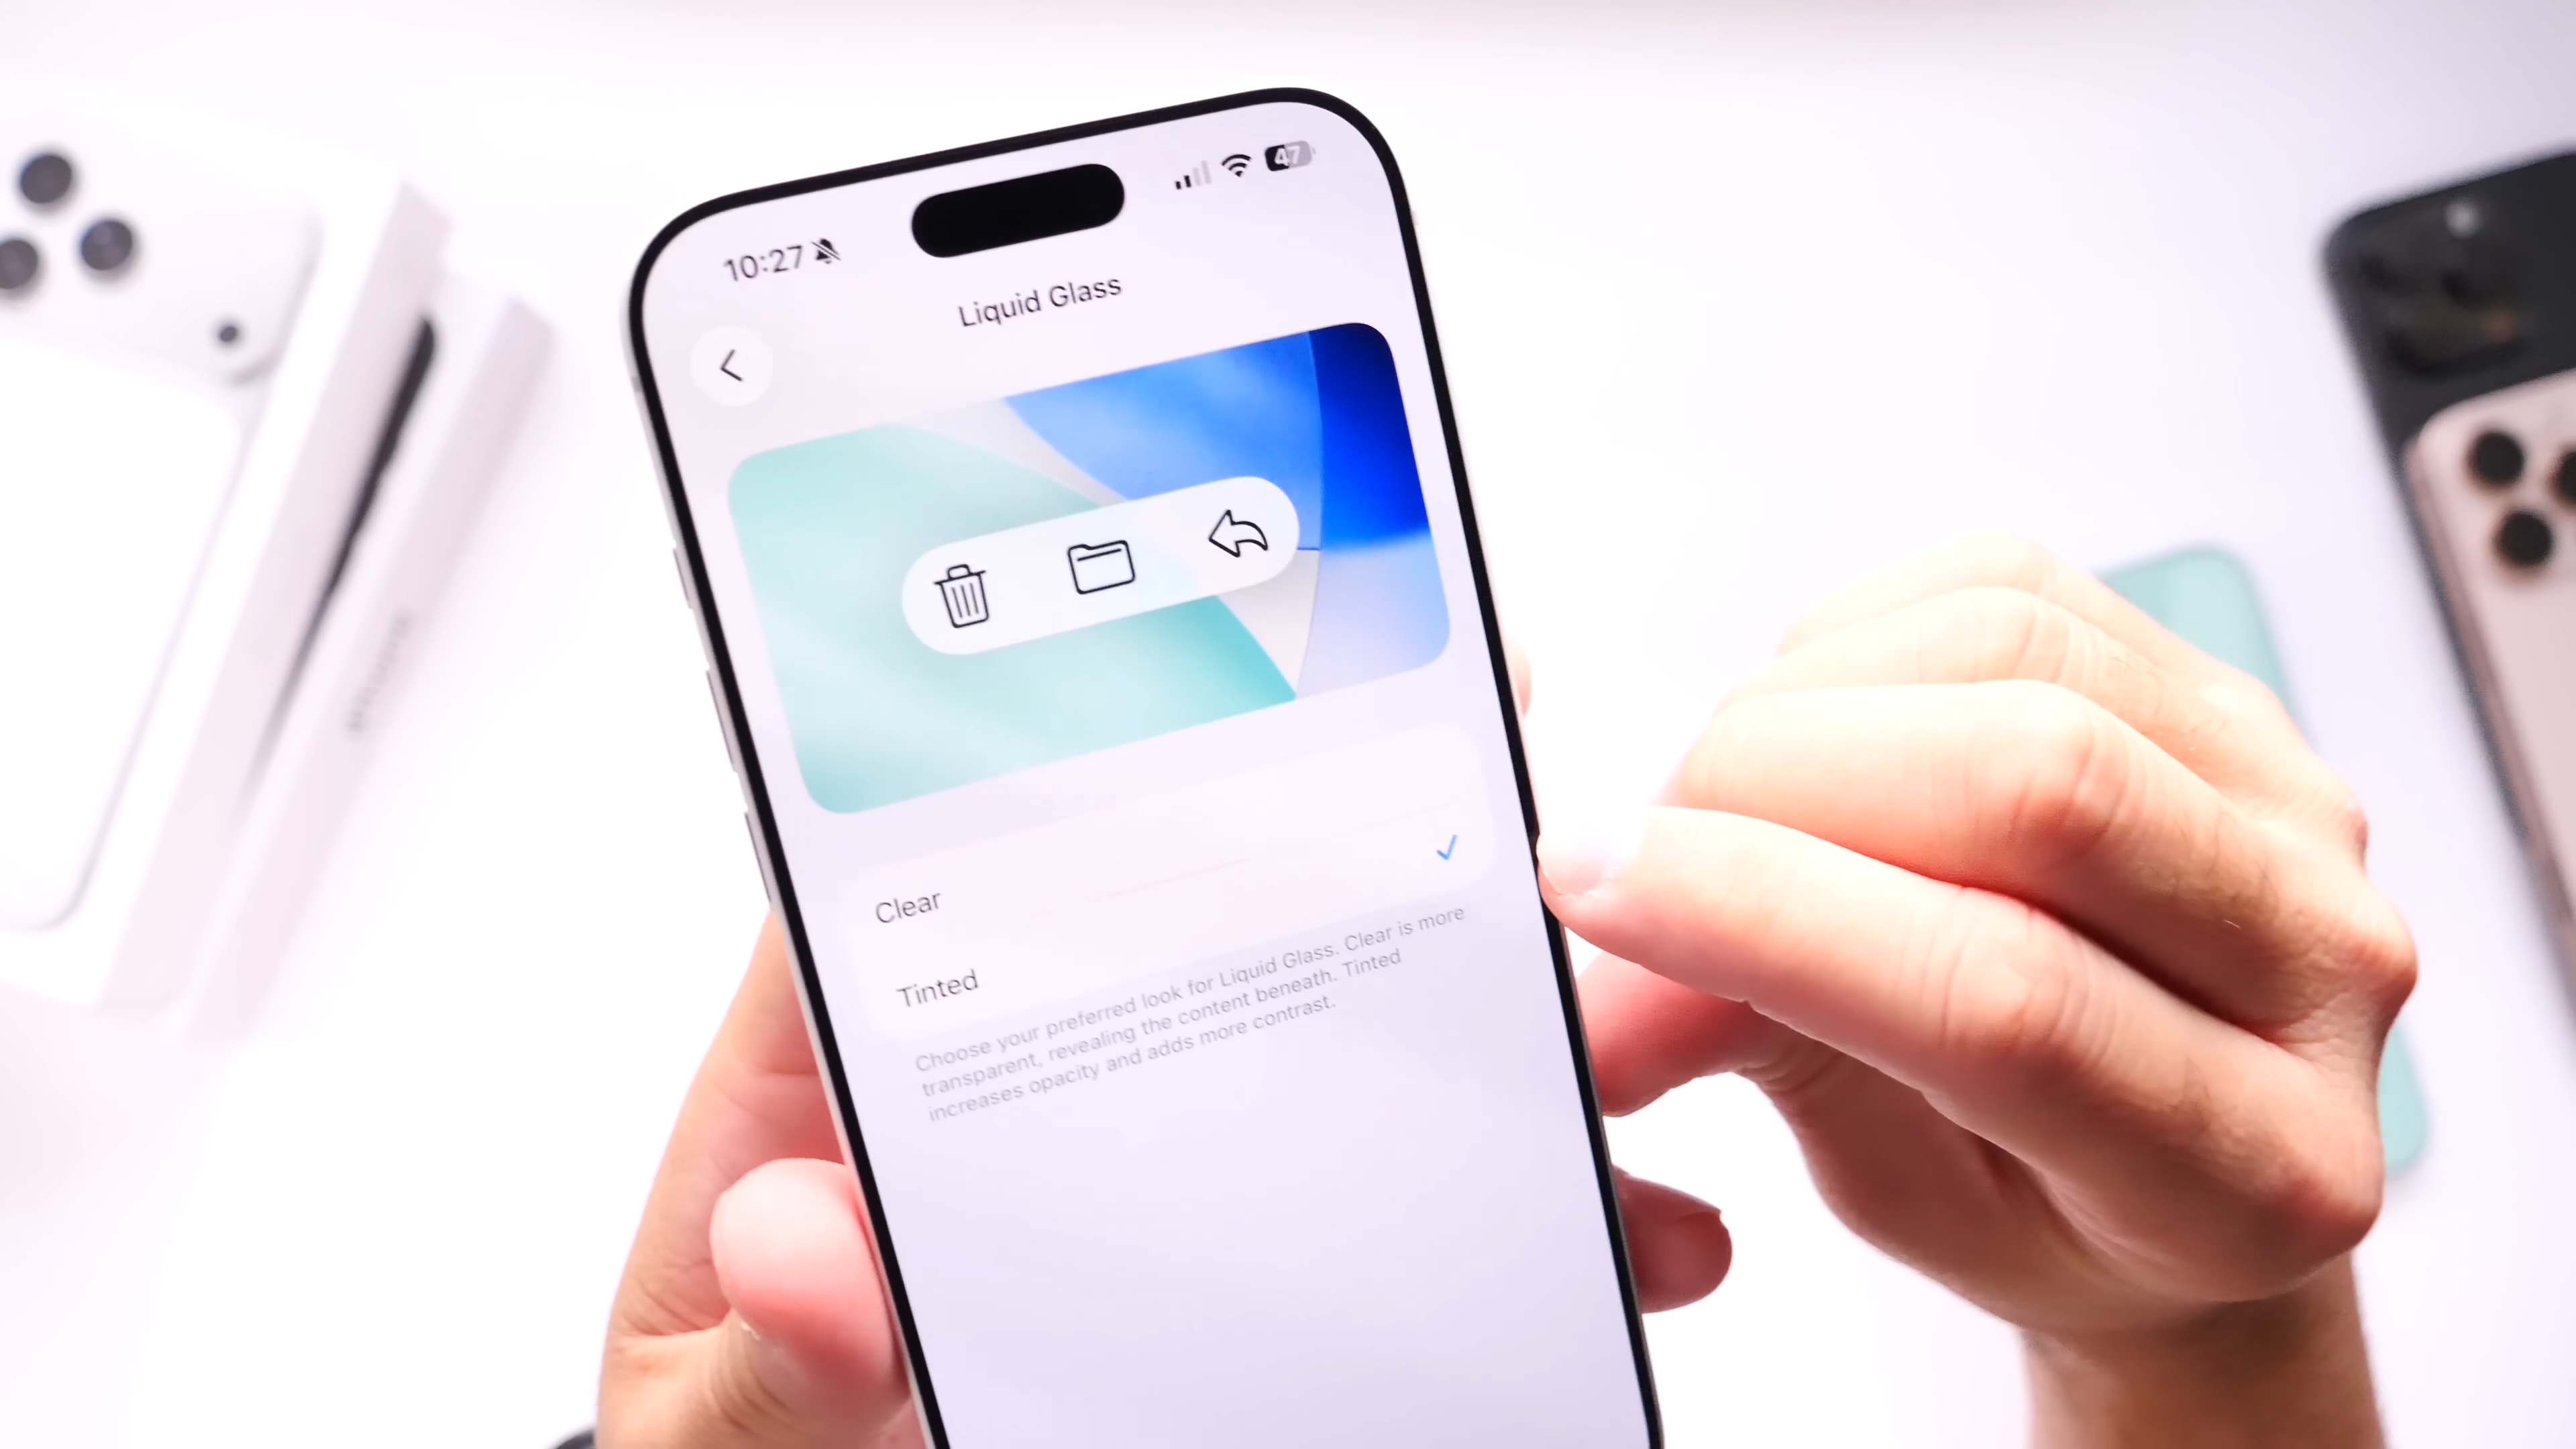 10:27
47
Liquid Glass
Clear
Tinted
Choose your preferred look for Liquid Glass. Clear is more
transparent, revealing the content beneath. Tinted
increases opacity and adds more contrast.
iPhone